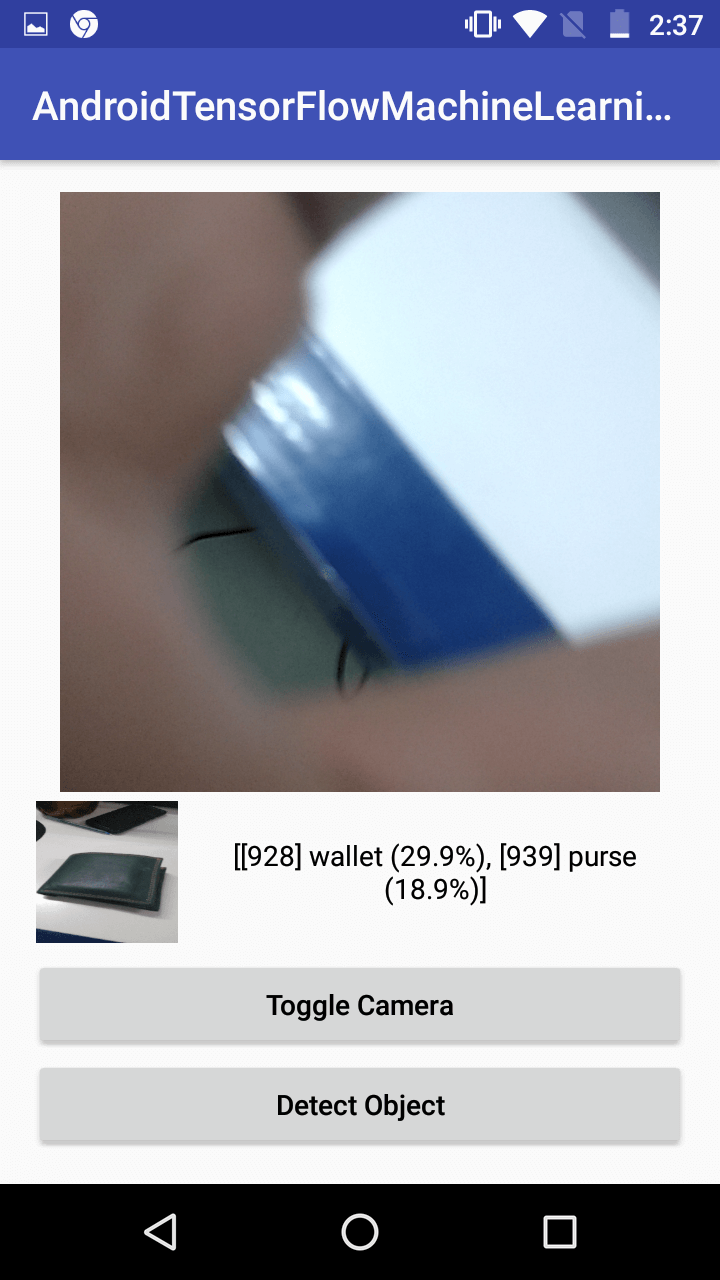 2:37
AndroidTensorFlowMachineLearni...
[[928] wallet (29.9%), [939] purse
(18.9%)]
Toggle Camera
Detect Object